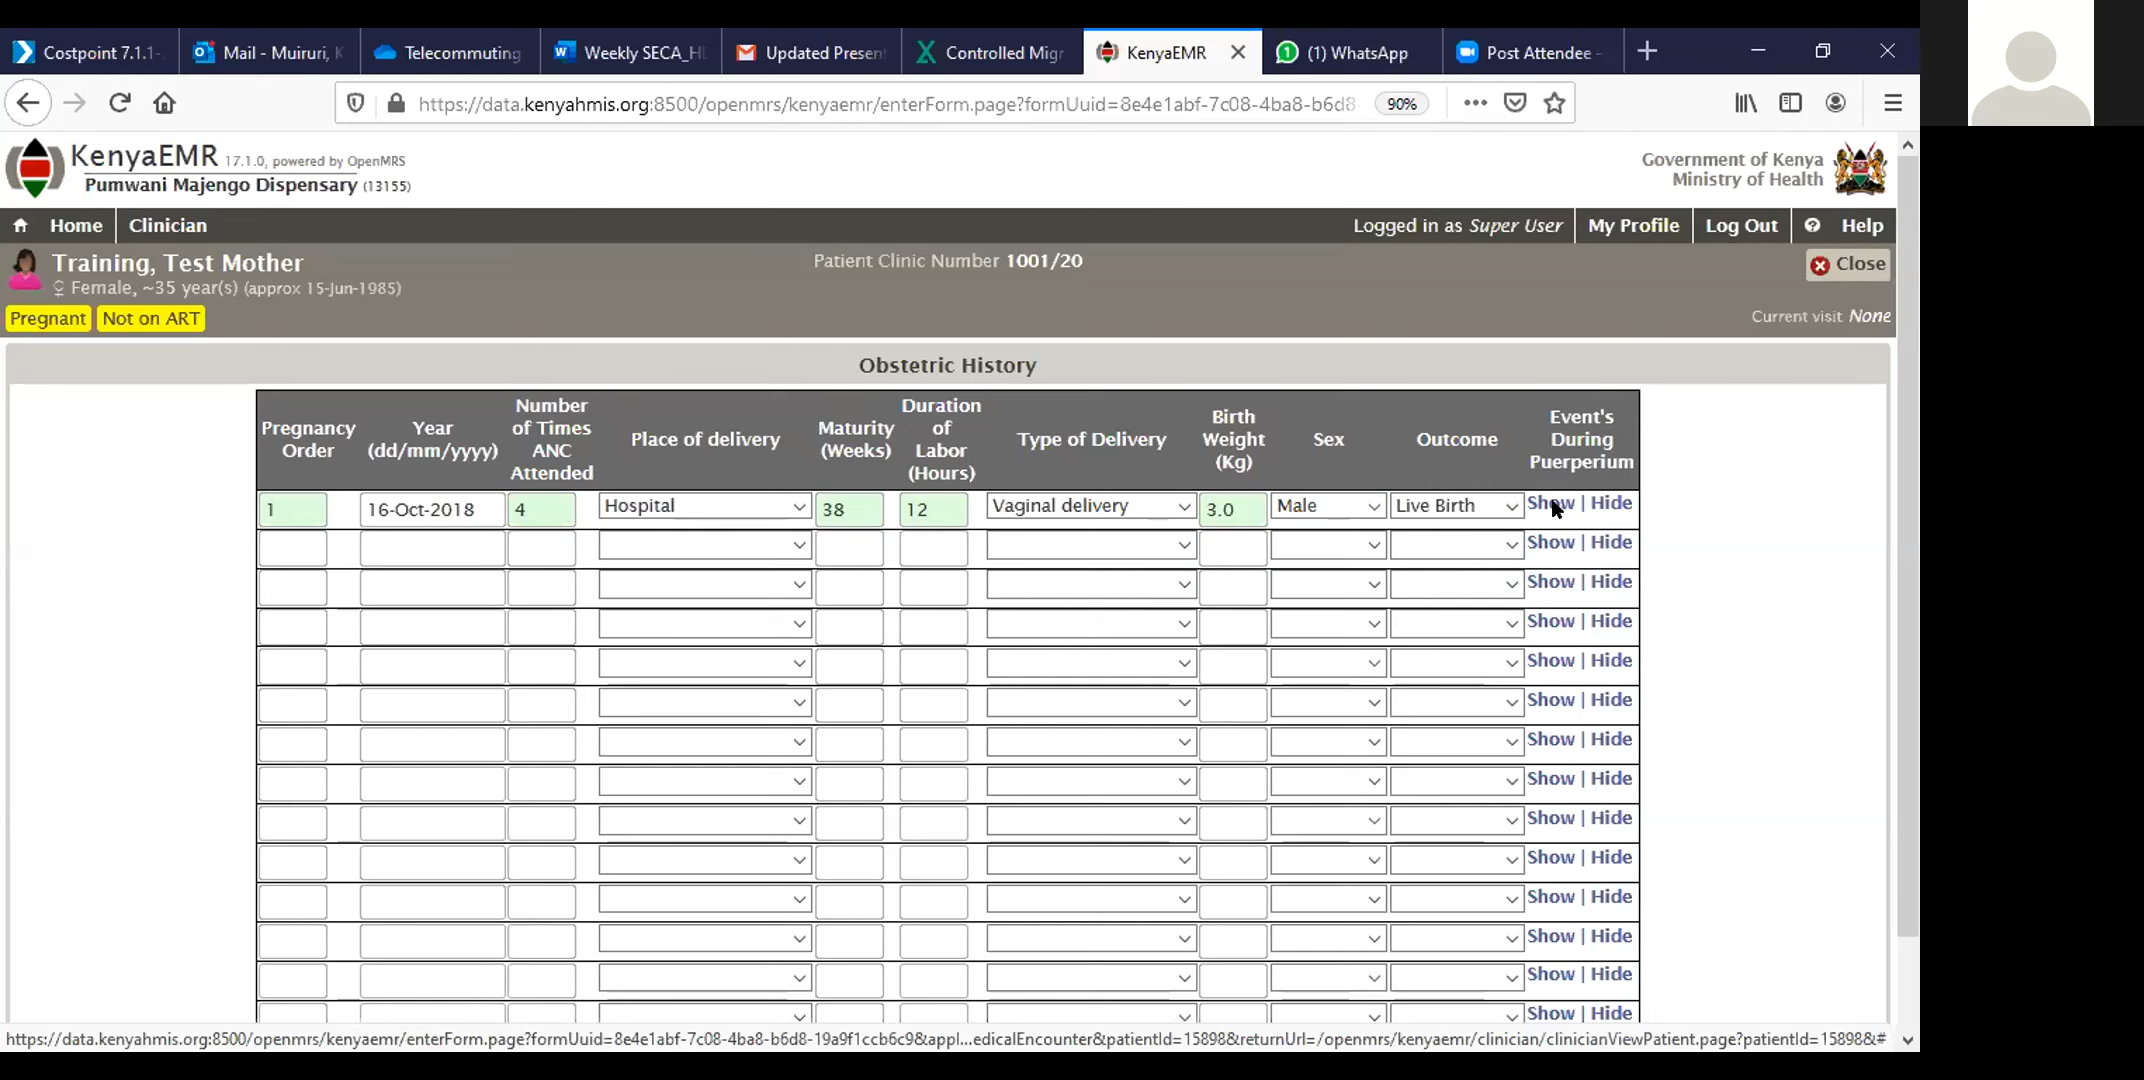 Costpoint 7.1.1-
Mail - Muiruri, K
Telecommuting
Weekly SECA_HI
Updated Present
Controlled Migr
KenyaEMR
(1) WhatsApp
Post Attendee -
https://data.kenyahmis.org:8500/openmrs/kenyaemr/enterForm.page?formUuid=8e4e1abf-7c08-4ba8-b6d8-
90%
KenyaEMR 17.1.0, powered by OpenMRS
Pumwani Majengo Dispensary (13155)
Government of Kenya
Ministry of Health
Home
Clinician
Logged in as Super User
My Profile
Log Out
Help
Training, Test Mother
Female, ~35 year(s) (approx 15-Jun-1985)
Patient Clinic Number 1001/20
Close
Pregnant
Not on ART
Current visit None
Obstetric History
Pregnancy Order
Year (dd/mm/yyyy)
Number of Times ANC Attended
Place of delivery
Maturity (Weeks)
Duration of Labor (Hours)
Type of Delivery
Birth Weight (Kg)
Sex
Outcome
Event's During Puerperium
1 16-Oct-2018 4 Hospital 38 12 Vaginal delivery 3.0 Male Live Birth Show | Hide
Show | Hide
Show | Hide
Show | Hide
Show | Hide
Show | Hide
Show | Hide
Show | Hide
Show | Hide
Show | Hide
Show | Hide
Show | Hide
Show | Hide
Show | Hide
https://data.kenyahmis.org:8500/openmrs/kenyaemr/enterForm.page?formUuid=8e4e1abf-7c08-4ba8-b6d8-19a9f1ccb6c9&appl...edicalEncounter&patientId=15898&returnUrl=/openmrs/kenyaemr/clinician/clinicianViewPatient.page?patientId=15898&#